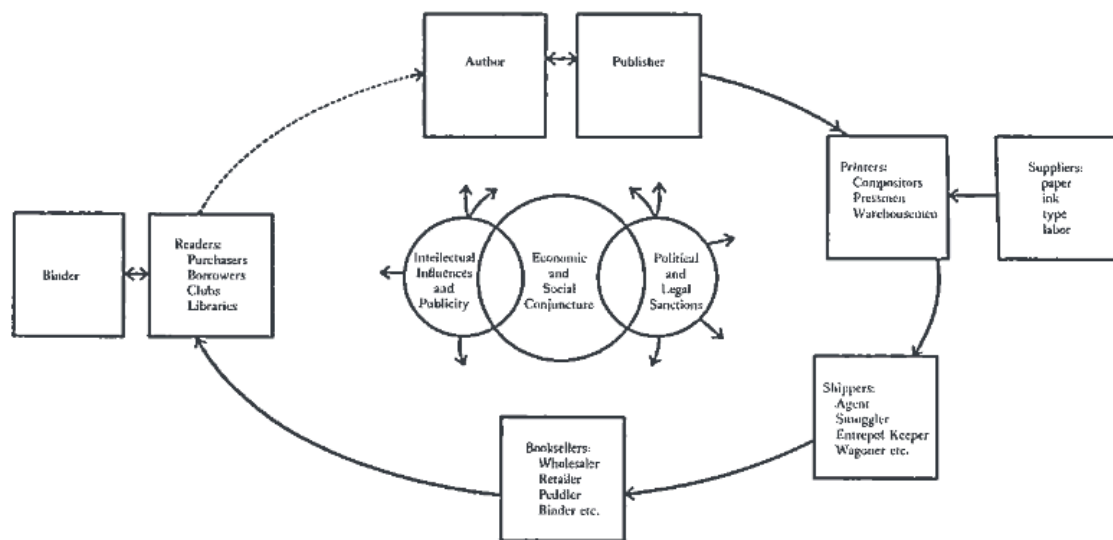 Author
Publisher
Printers:
Compositors
Pressmen
Warehousemen
Suppliers:
paper
ink
type
labor
Shippers:
Agent
Smuggler
Entrepot Keeper
Wagoner etc.
Booksellers:
Wholesaler
Retailer
Peddler
Binder etc.
Readers:
Purchasers
Borrowers
Clubs
Libraries
Binder
Intellectual
Influences
and
Publicity
Economic
and
Social
Conjuncture
Political
and
Legal
Sanctions